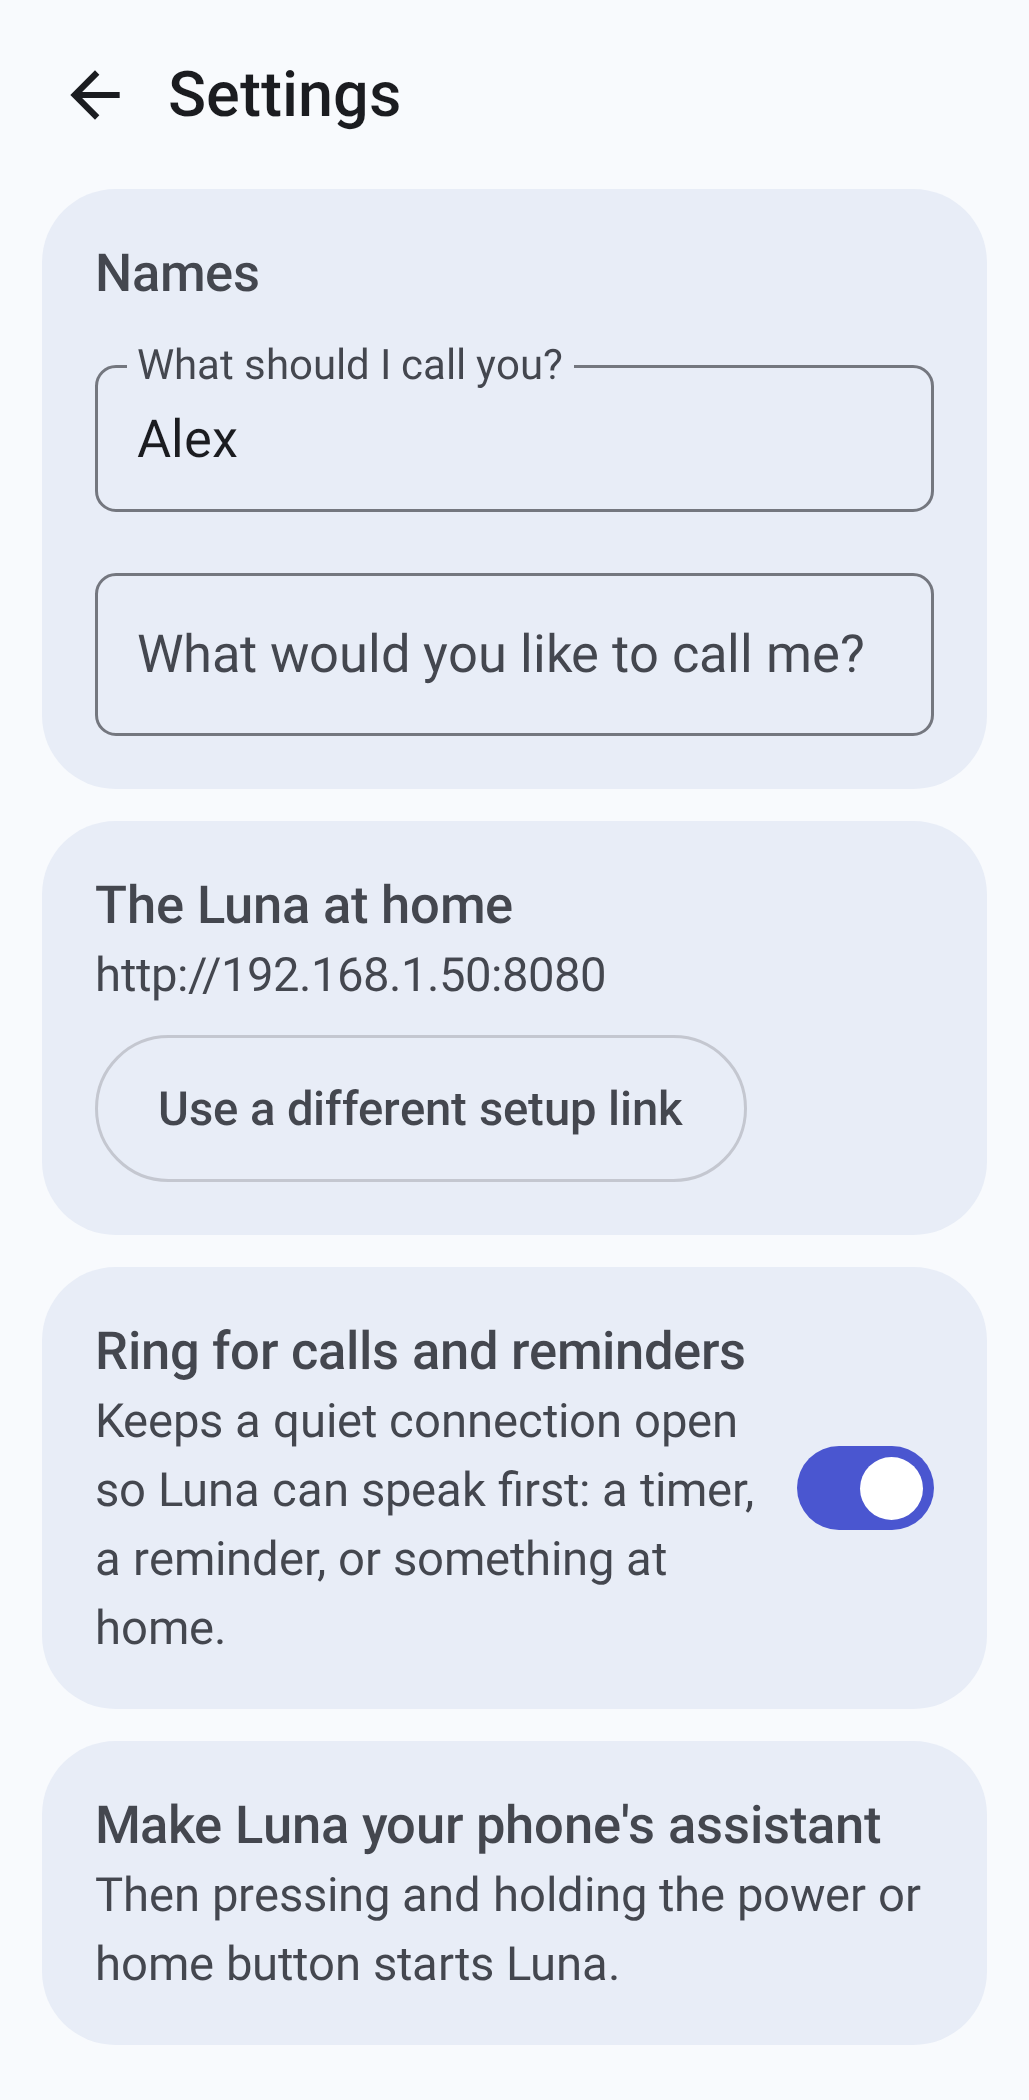 Settings
Names
What should I call you?
Alex
What would you like to call me?
The Luna at home
http://192.168.1.50:8080
Use a different setup link
Ring for calls and reminders
Keeps a quiet connection open
so Luna can speak first: a timer,
a reminder, or something at
home.
Make Luna your phone's assistant
Then pressing and holding the power or
home button starts Luna.